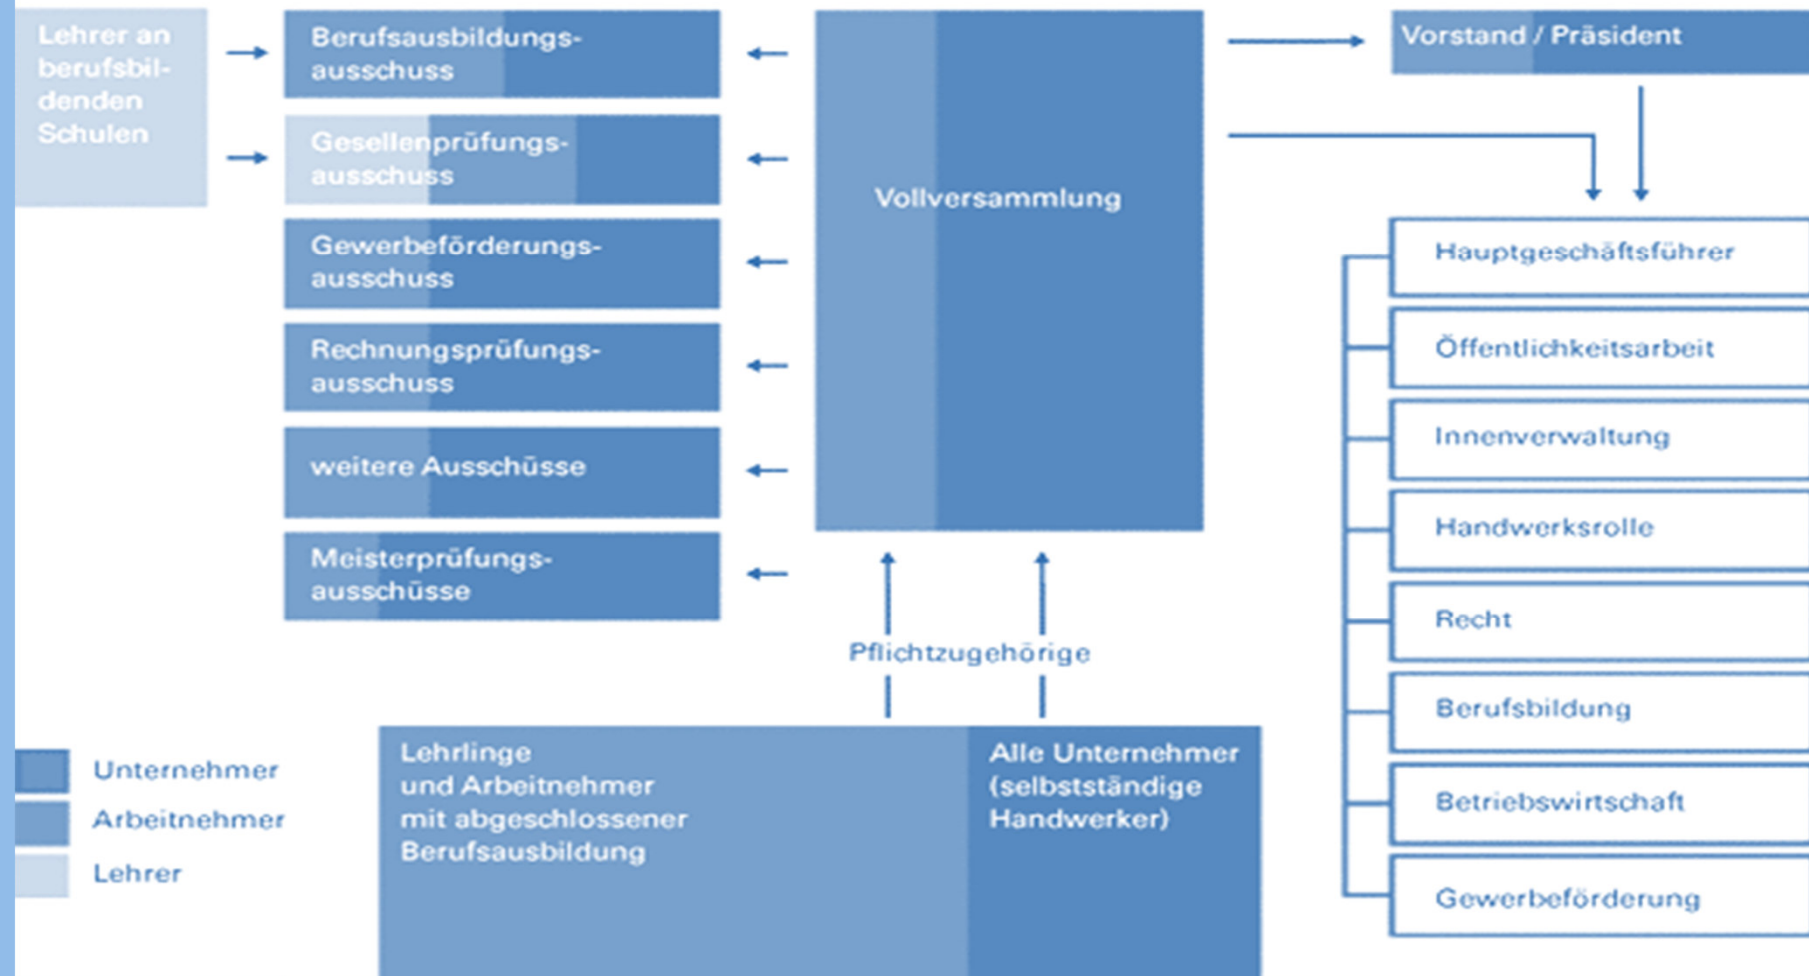 Lehrer an
berufsbil-
denden
Schulen
Berufsausbildungs-
ausschuss
Gesellenprüfungs-
ausschuss
Gewerbeförderungs-
ausschuss
Rechnungsprüfungs-
ausschuss
weitere Ausschüsse
Meisterprüfungs-
ausschüsse
Vollversammlung
Vorstand / Präsident
Hauptgeschäftsführer
Öffentlichkeitsarbeit
Innenverwaltung
Handwerksrolle
Recht
Berufsbildung
Betriebswirtschaft
Gewerbeförderung
Pflichtzugehörige
Lehrlinge
und Arbeitnehmer
mit abgeschlossener
Berufsausbildung
Alle Unternehmer
(selbstständige
Handwerker)
Unternehmer
Arbeitnehmer
Lehrer